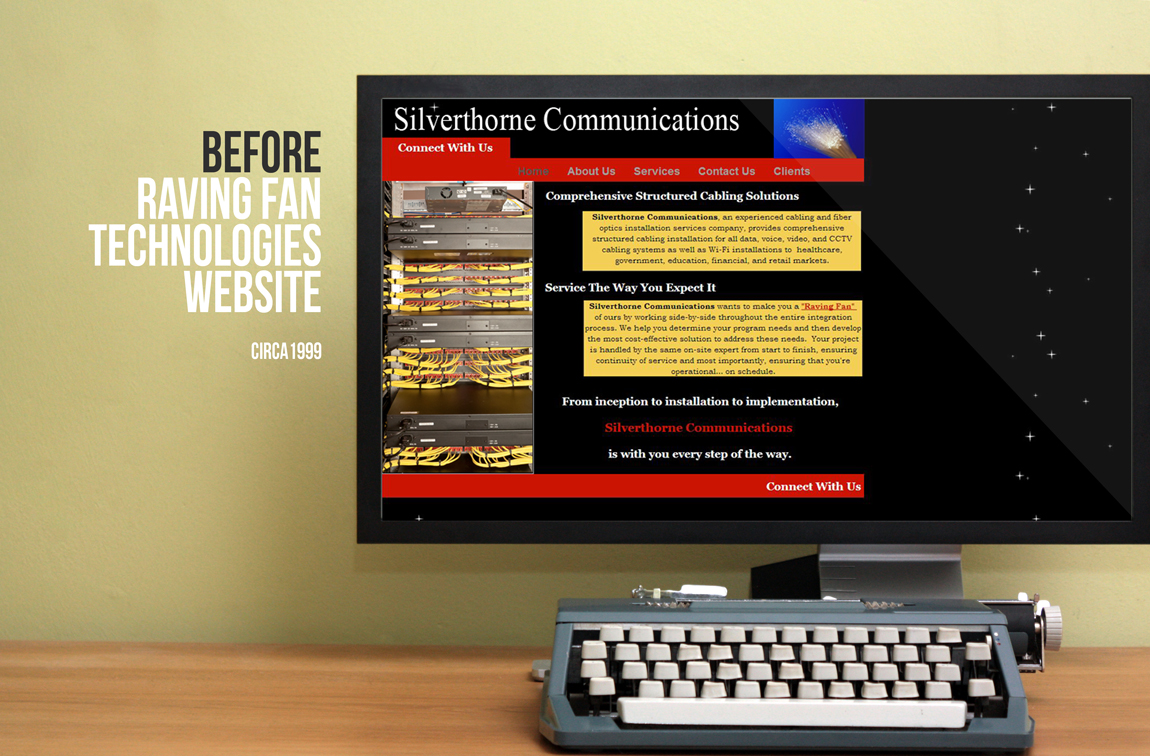 BEFORE
RAVING FAN
TECHNOLOGIES
WEBSITE
CIRCA1999
Silverthorne Communications
Connect With Us
Home About Us Services Contact Us Clients
Comprehensive Structured Cabling Solutions
Silverthorne Communications, an experienced cabling and fiber
optics installation services company, provides comprehensive
structured cabling installation for all data, voice, video, and CCTV
cabling systems as well as Wi-Fi installations to healthcare,
government, education, financial, and retail markets.
Service The Way You Expect It
Silverthorne Communications wants to make you a "Raving Fan"
of ours by working side-by-side throughout the entire integration
process. We help you determine your program needs and then develop
the most cost-effective solution to address these needs. Your project
is handled by the same on-site expert from start to finish, ensuring
continuity of service and most importantly, ensuring that you're
operational... on schedule.
From inception to installation to implementation,
Silverthorne Communications
is with you every step of the way.
Connect With Us